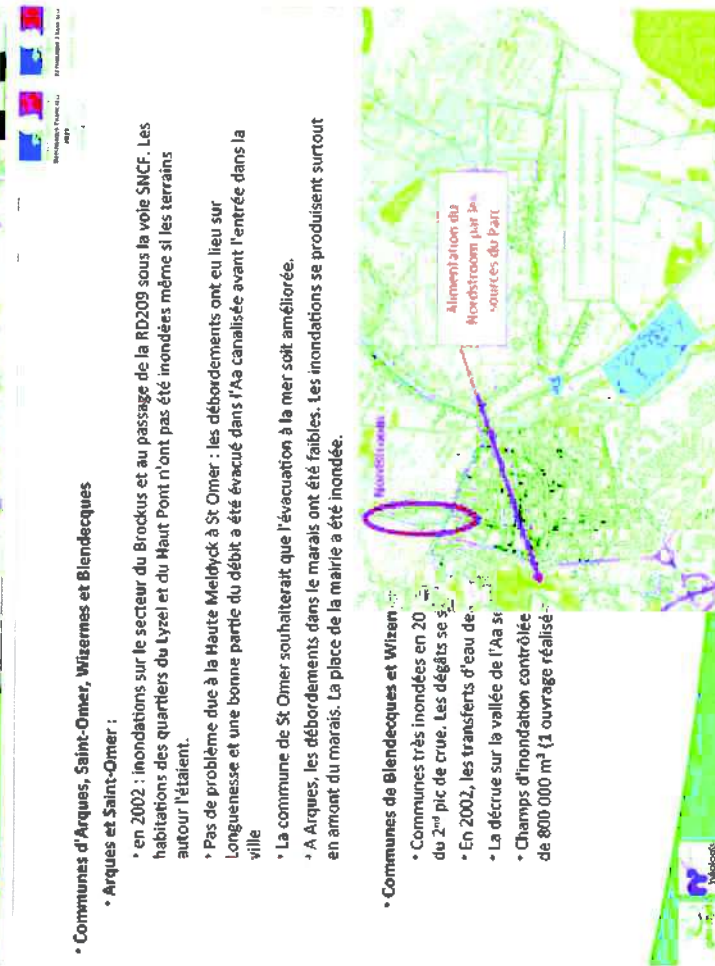 • Communes d'Arques, Saint-Omer, Wizernes et Blendecques
• Arques et Saint-Omer :
• en 2002 : inondations sur le secteur du Brockus et au passage de la RD209 sous la voie SNCF. Les
habitations des quartiers du Lyzel et du Haut Pont n'ont pas été inondées même si les terrains
autour l'étaient.
• Pas de problème due à la Haute Meldyck à St Omer : les débordements ont eu lieu sur
Longuenesse et une bonne partie du débit a été évacué dans l'Aa canalisée avant l'entrée dans la
ville
• La commune de St Omer souhaiterait que l'évacuation à la mer soit améliorée.
• A Arques, les débordements dans le marais ont été faibles. Les inondations se produisent surtout
en amont du marais. La place de la mairie a été inondée.
• Communes de Blendecques et Wizern
• Communes très inondées en 20
du 2nd pic de crue. Les dégâts se s
• En 2002, les transferts d'eau de
• La décrue sur la vallée de l'Aa se
• Champs d'inondation contrôlée
de 800 000 m³ (1 ouvrage réalisé
Nordstroom
Alimentation du
Nordstroom par les
sources du Parc